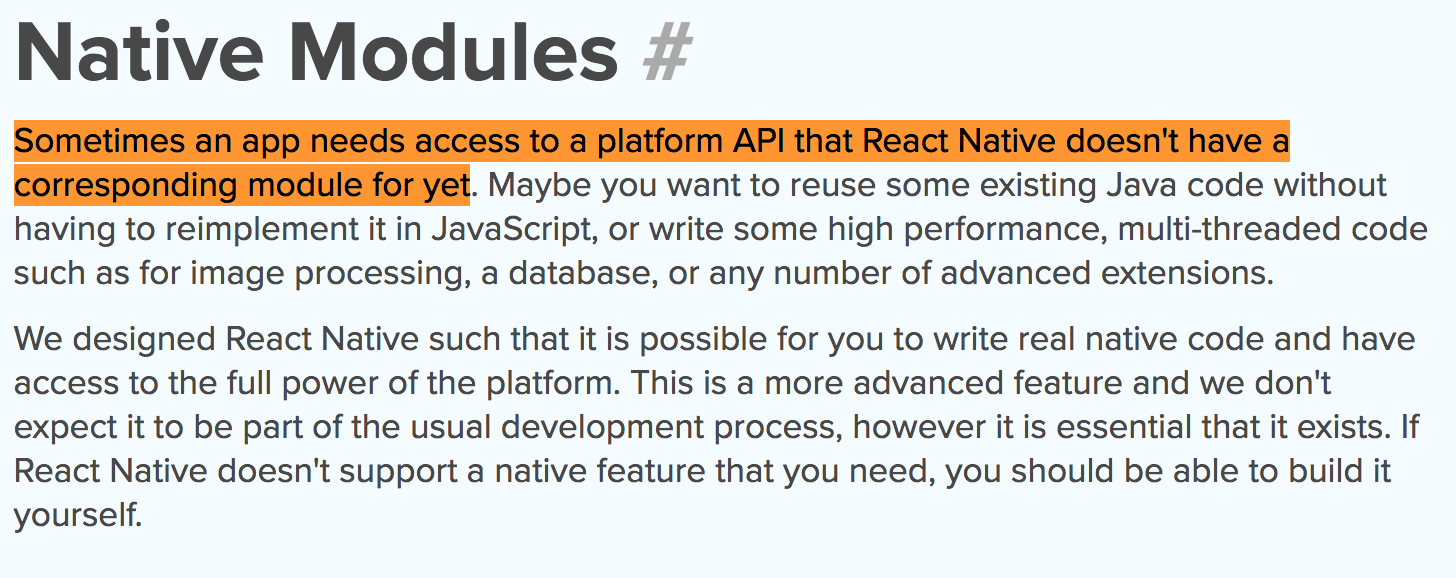 Native Modules #
Sometimes an app needs access to a platform API that React Native doesn't have a
corresponding module for yet. Maybe you want to reuse some existing Java code without
having to reimplement it in JavaScript, or write some high performance, multi-threaded code
such as for image processing, a database, or any number of advanced extensions.
We designed React Native such that it is possible for you to write real native code and have
access to the full power of the platform. This is a more advanced feature and we don't
expect it to be part of the usual development process, however it is essential that it exists. If
React Native doesn't support a native feature that you need, you should be able to build it
yourself.